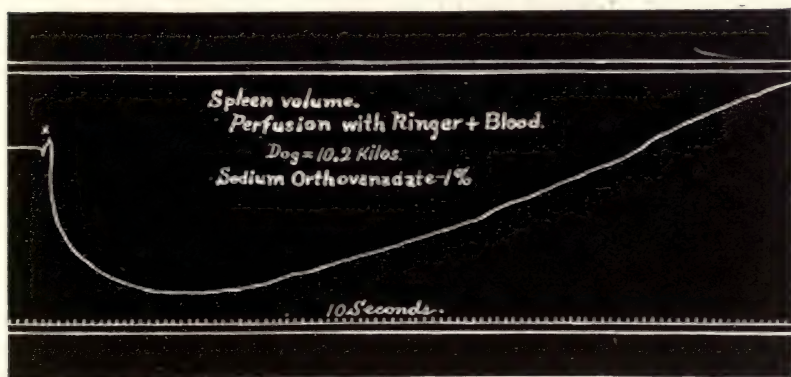 x
Spleen volume.
Perfusion with Ringer + Blood.
Dog = 10.2 Kilos.
Sodium Orthovanadate-1%
10 Seconds.